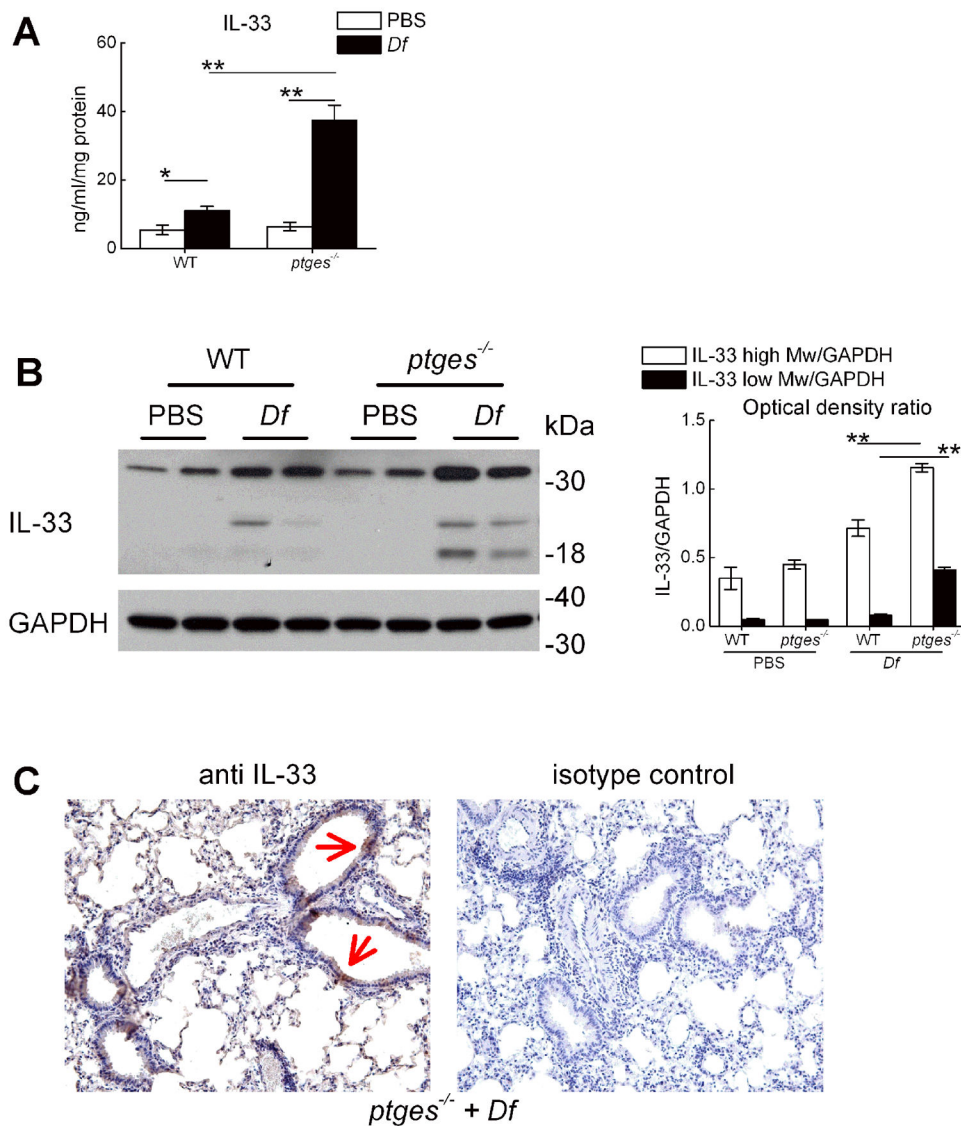 A
IL-33
PBS
Df
ng/ml/mg protein
60
40
20
0
**
**
*
WT
ptges-/-
B
WT
ptges-/-
PBS
Df
PBS
Df
kDa
IL-33
-30
-18
GAPDH
-40
-30
IL-33 high Mw/GAPDH
IL-33 low Mw/GAPDH
Optical density ratio
IL-33/GAPDH
1.5
1.0
0.5
0.0
**
**
WT
ptges-/-
WT
ptges-/-
PBS
Df
C
anti IL-33
isotype control
ptges-/- + Df